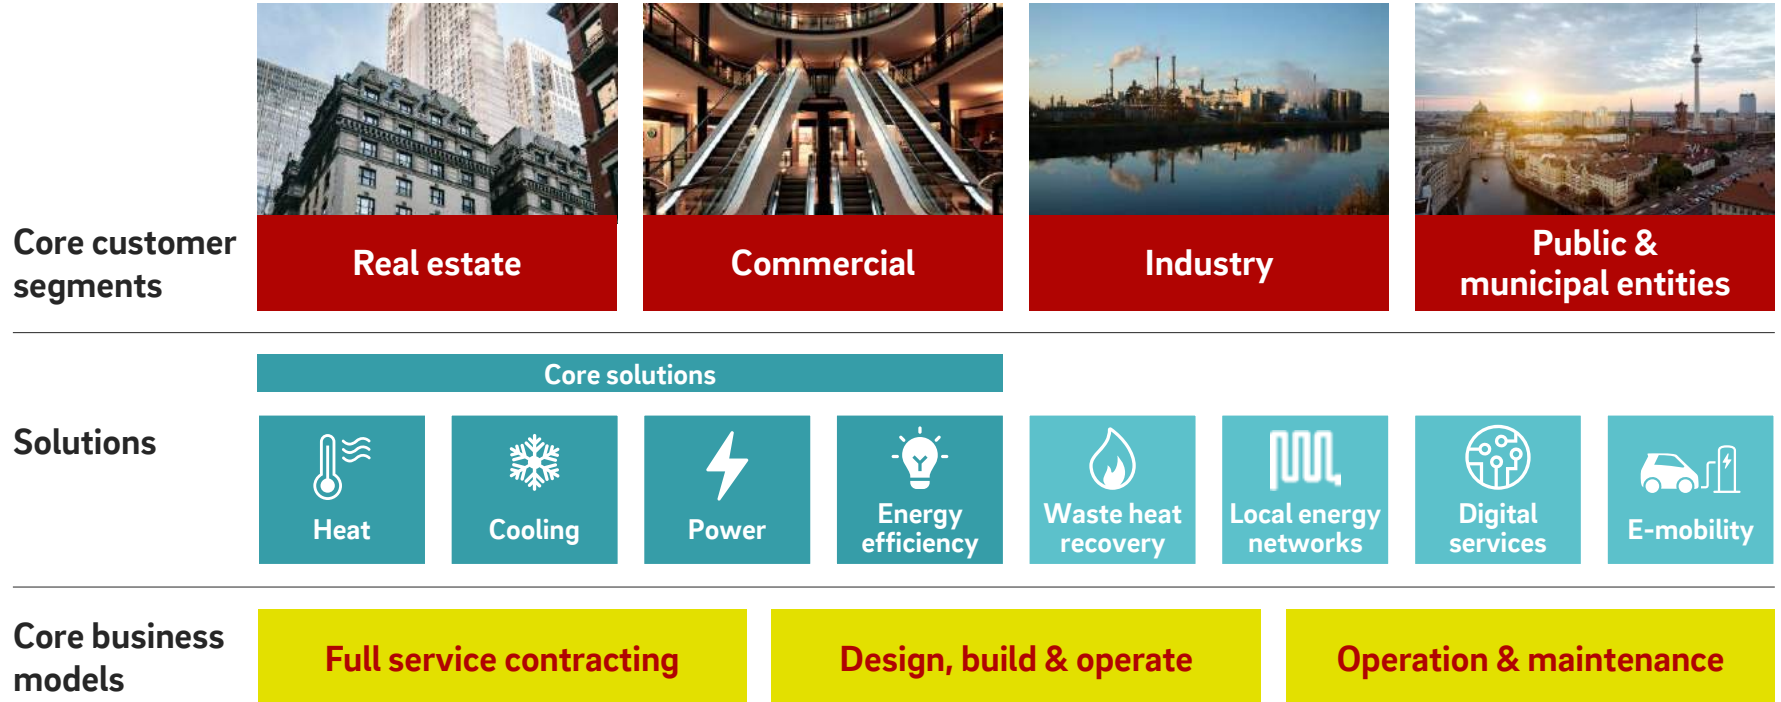 Core customer
segments
Real estate
Commercial
Industry
Public &
municipal entities
Solutions
Core solutions
Heat
Cooling
Power
Energy
efficiency
Waste heat
recovery
Local energy
networks
Digital
services
E-mobility
Core business
models
Full service contracting
Design, build & operate
Operation & maintenance